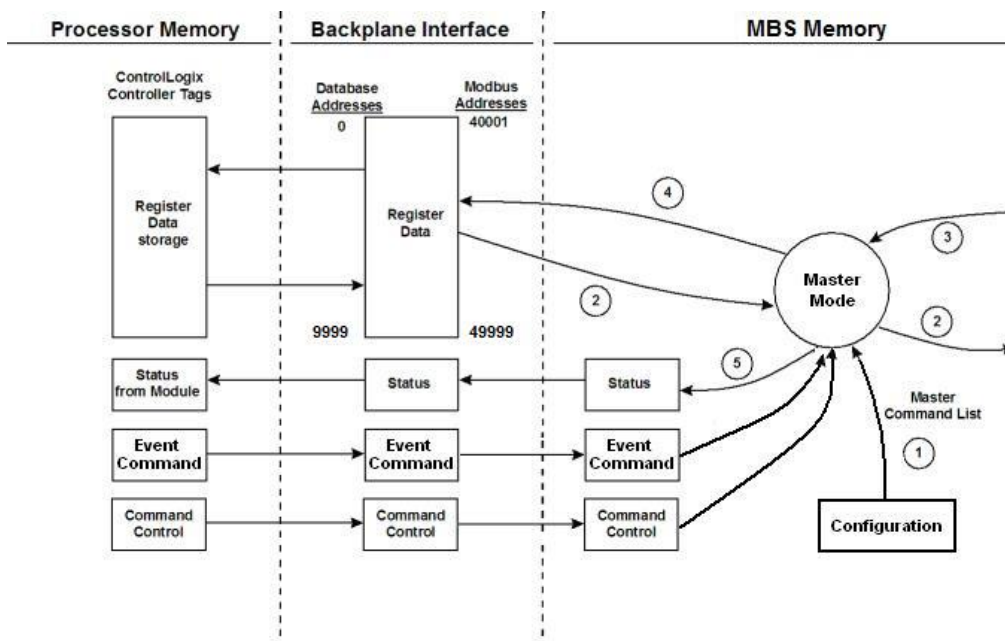 Processor Memory
Backplane Interface
MBS Memory
ControlLogix
Controller Tags
Database
Addresses
0
Modbus
Addresses
40001
Register
Data
storage
Register
Data
4
3
Master
Mode
2
2
9999
49999
Status
from Module
Status
Status
5
Master
Command List
Event
Command
Event
Command
Event
Command
1
Command
Control
Command
Control
Command
Control
Configuration